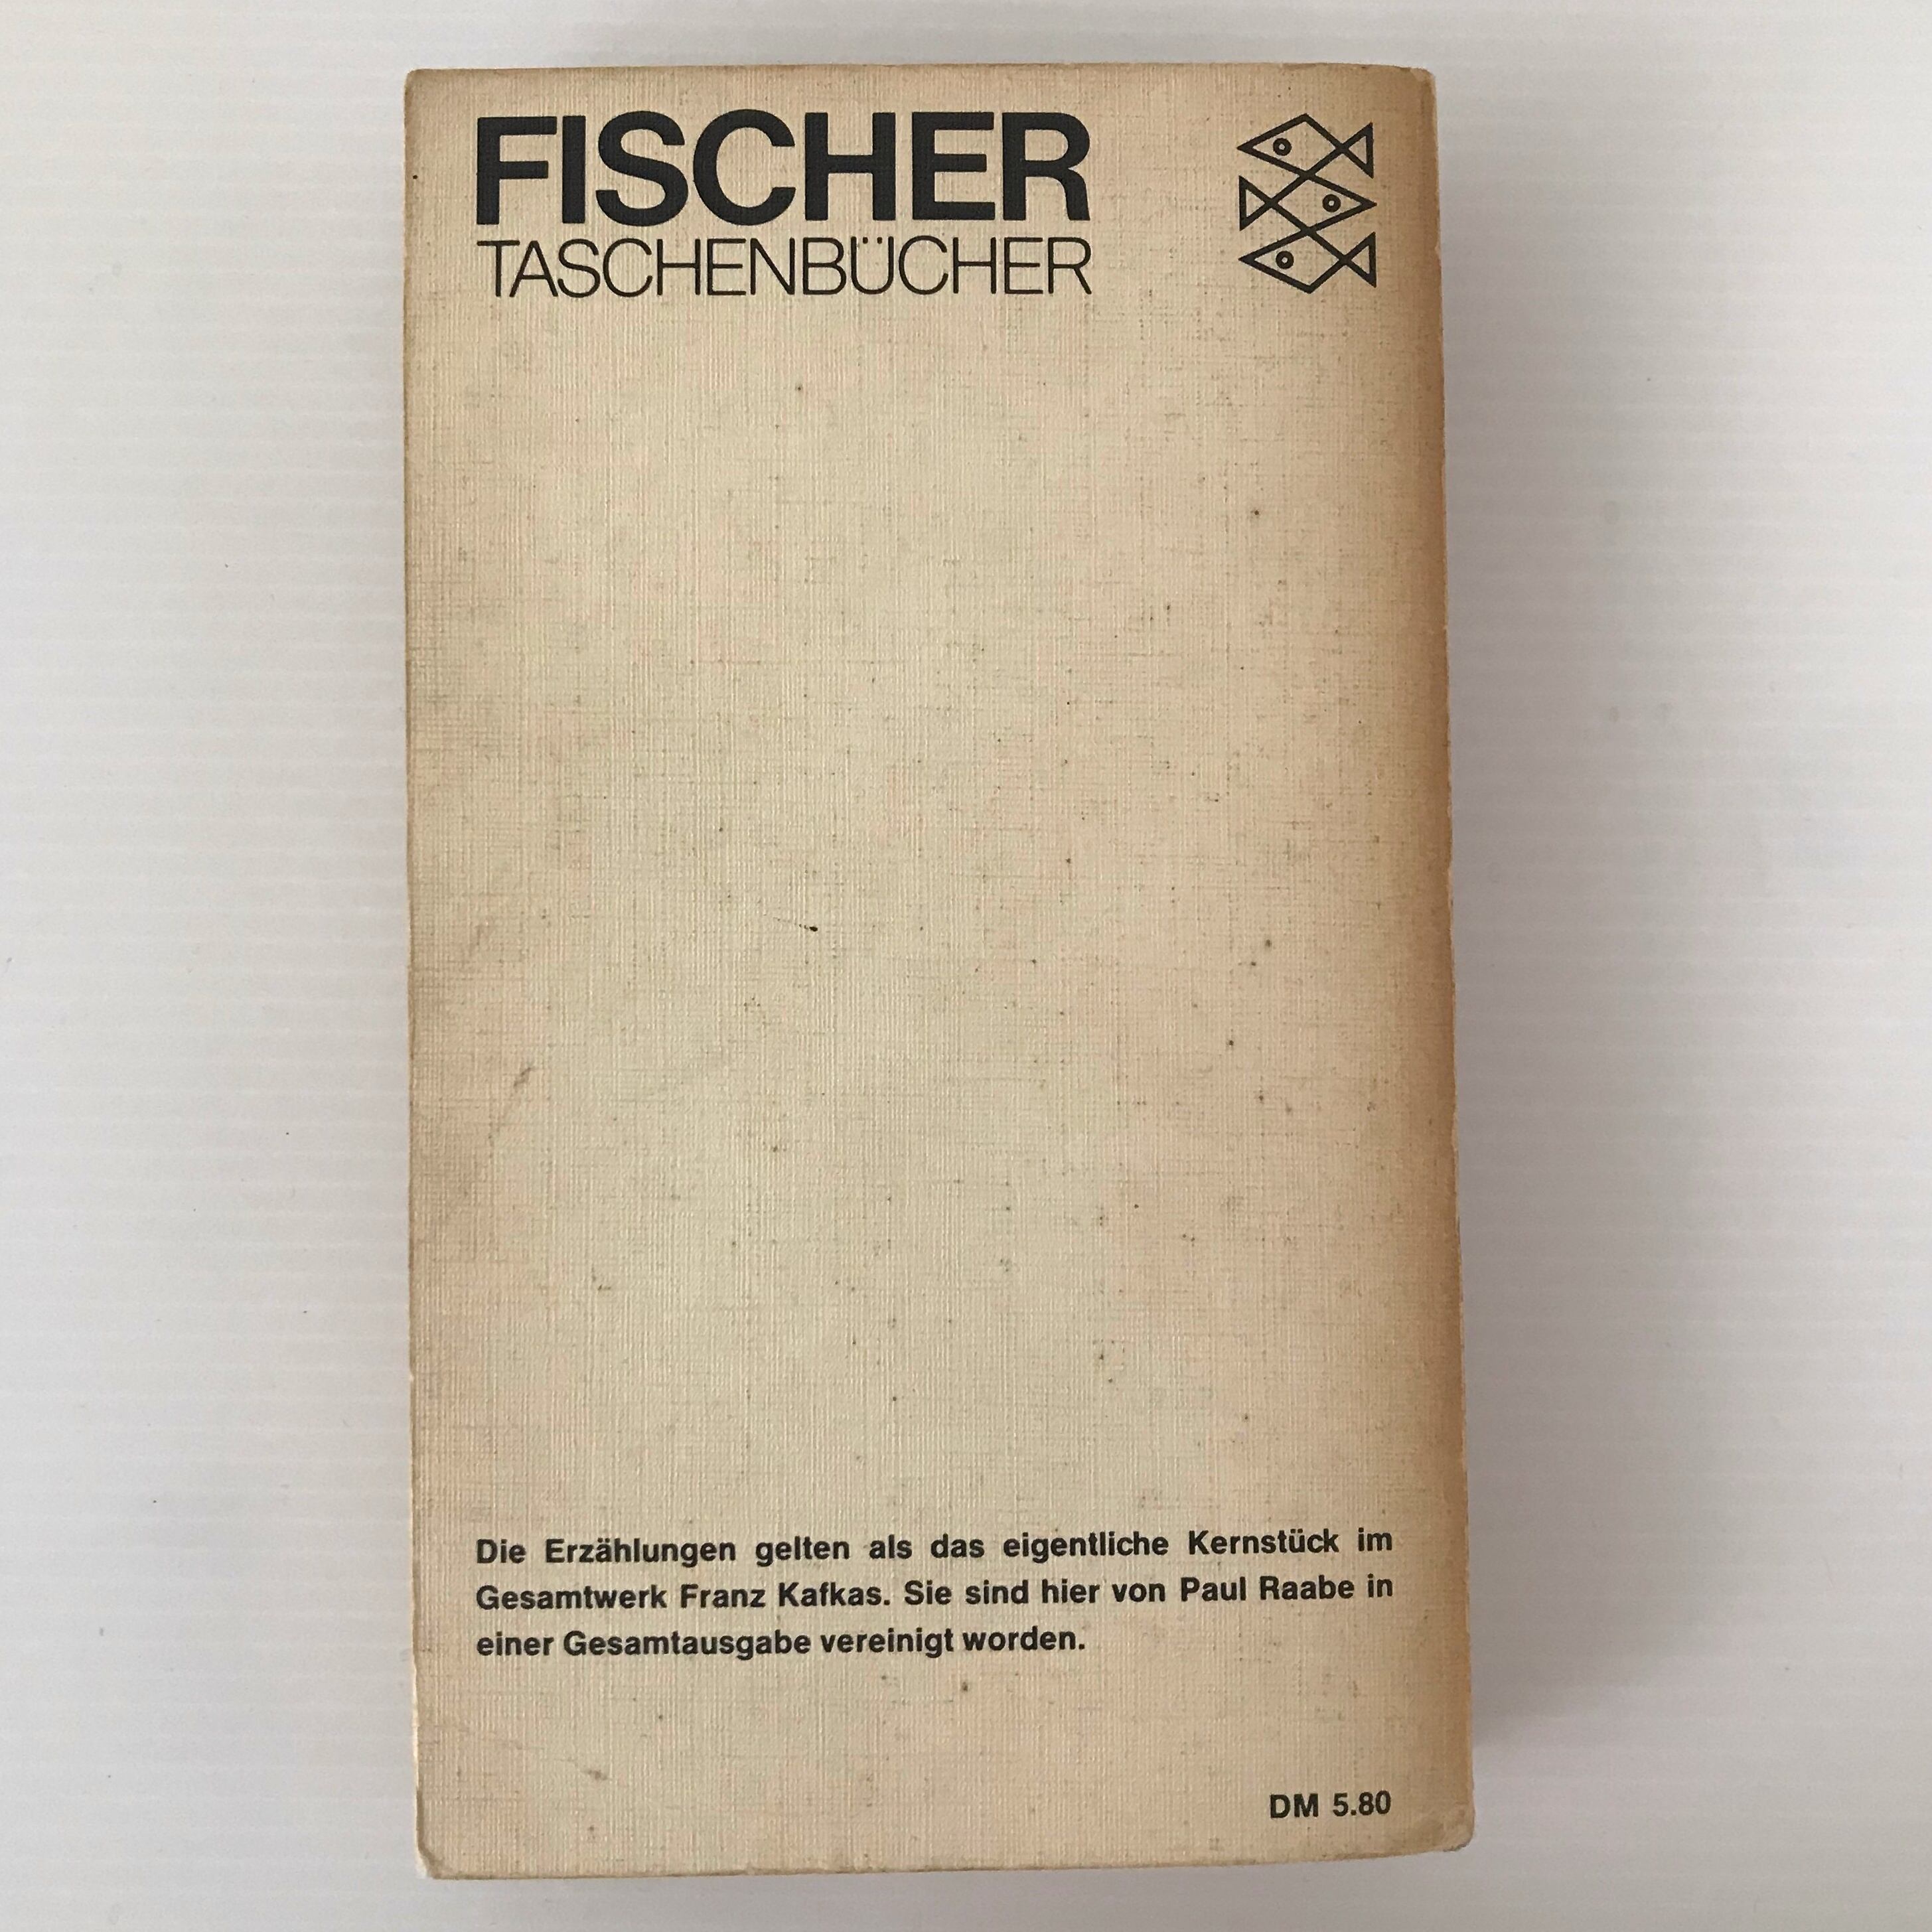 FISCHER
TASCHENBÜCHER
Die Erzählungen gelten als das eigentliche Kernstück im
Gesamtwerk Franz Kafkas. Sie sind hier von Paul Raabe in
einer Gesamtausgabe vereinigt worden.
DM 5.80